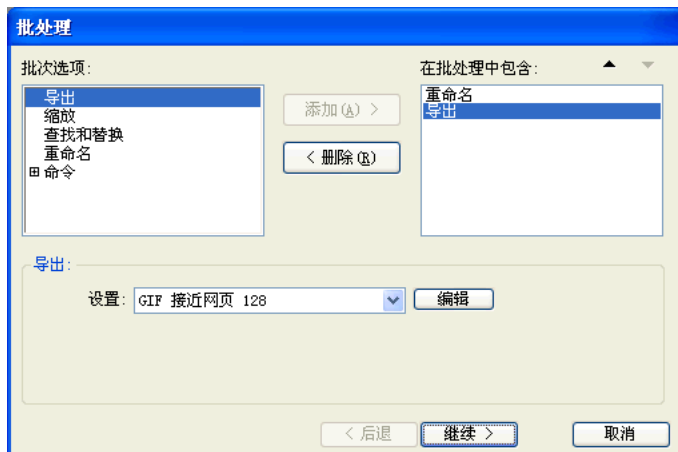 批处理
批次选项:
导出
缩放
查找和替换
重命名
命令
添加(A) >
< 删除(R)
在批处理中包含:
重命名
导出
导出:
设置: GIF 接近网页 128 编辑
< 后退 继续 > 取消